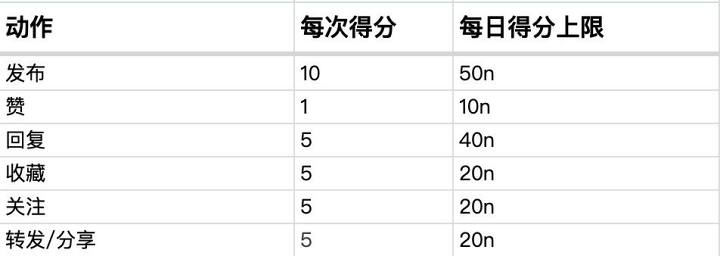 动作 每次得分 每日得分上限
发布 10 50n
赞 1 10n
回复 5 40n
收藏 5 20n
关注 5 20n
转发/分享 5 20n